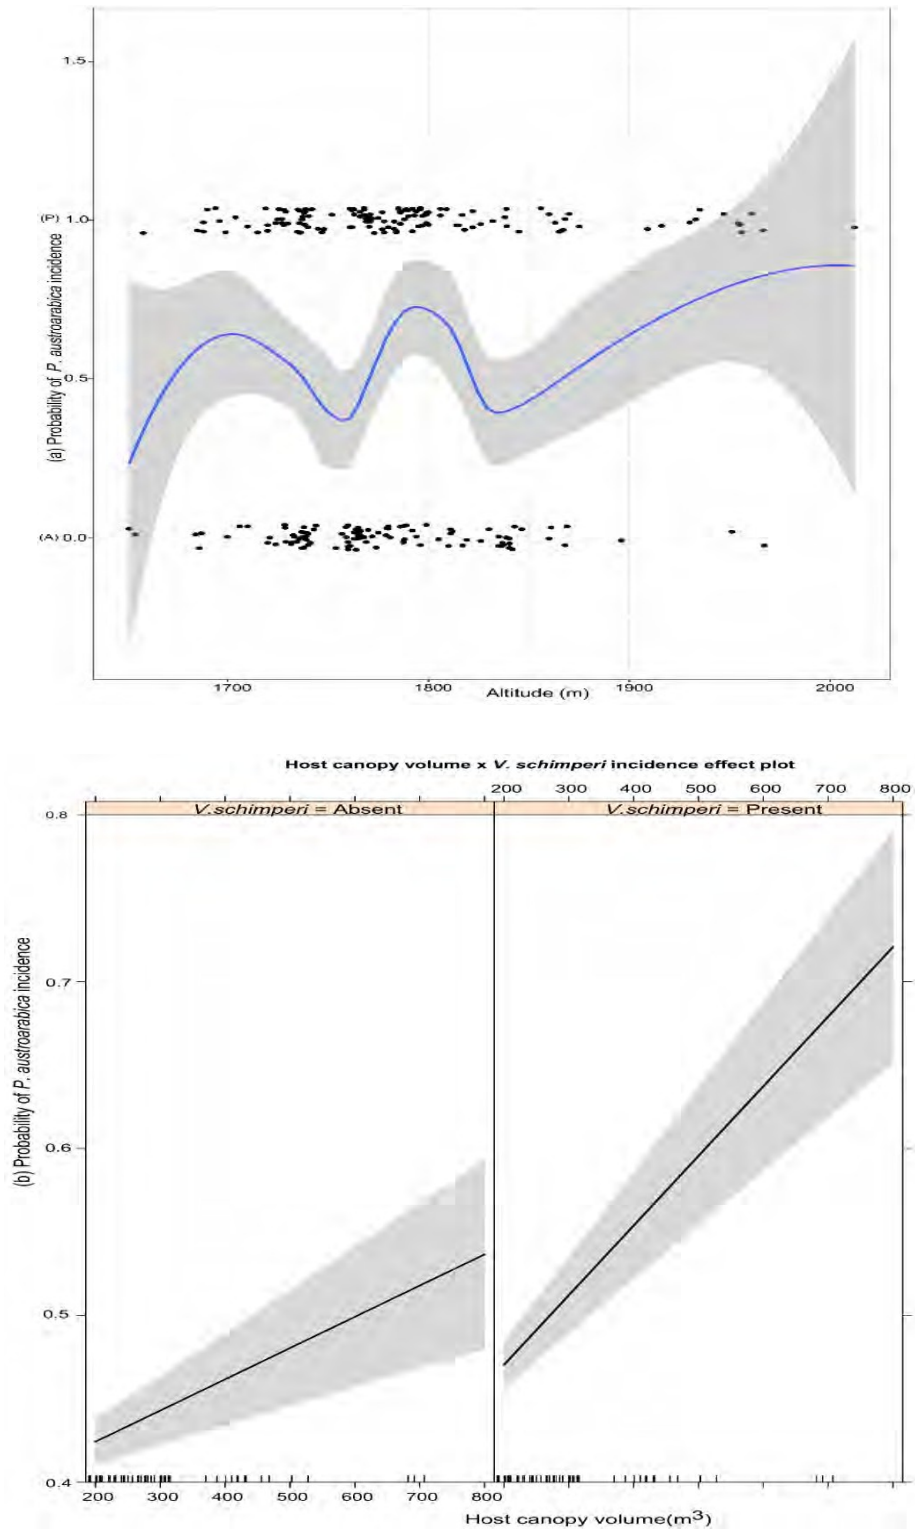 1.5
(P) 1.0
(a) Probability of P. austroarabica incidence
0.5
(A) 0.0
1700 1800 1900 2000
Altitude (m)
Host canopy volume x V. schimperi incidence effect plot
200 300 400 500 600 700 800
V.schimperi = Absent V.schimperi = Present
0.8
0.7
(b) Probability of P. austroarabica incidence
0.6
0.5
0.4
200 300 400 500 600 700 800
Host canopy volume(m³)